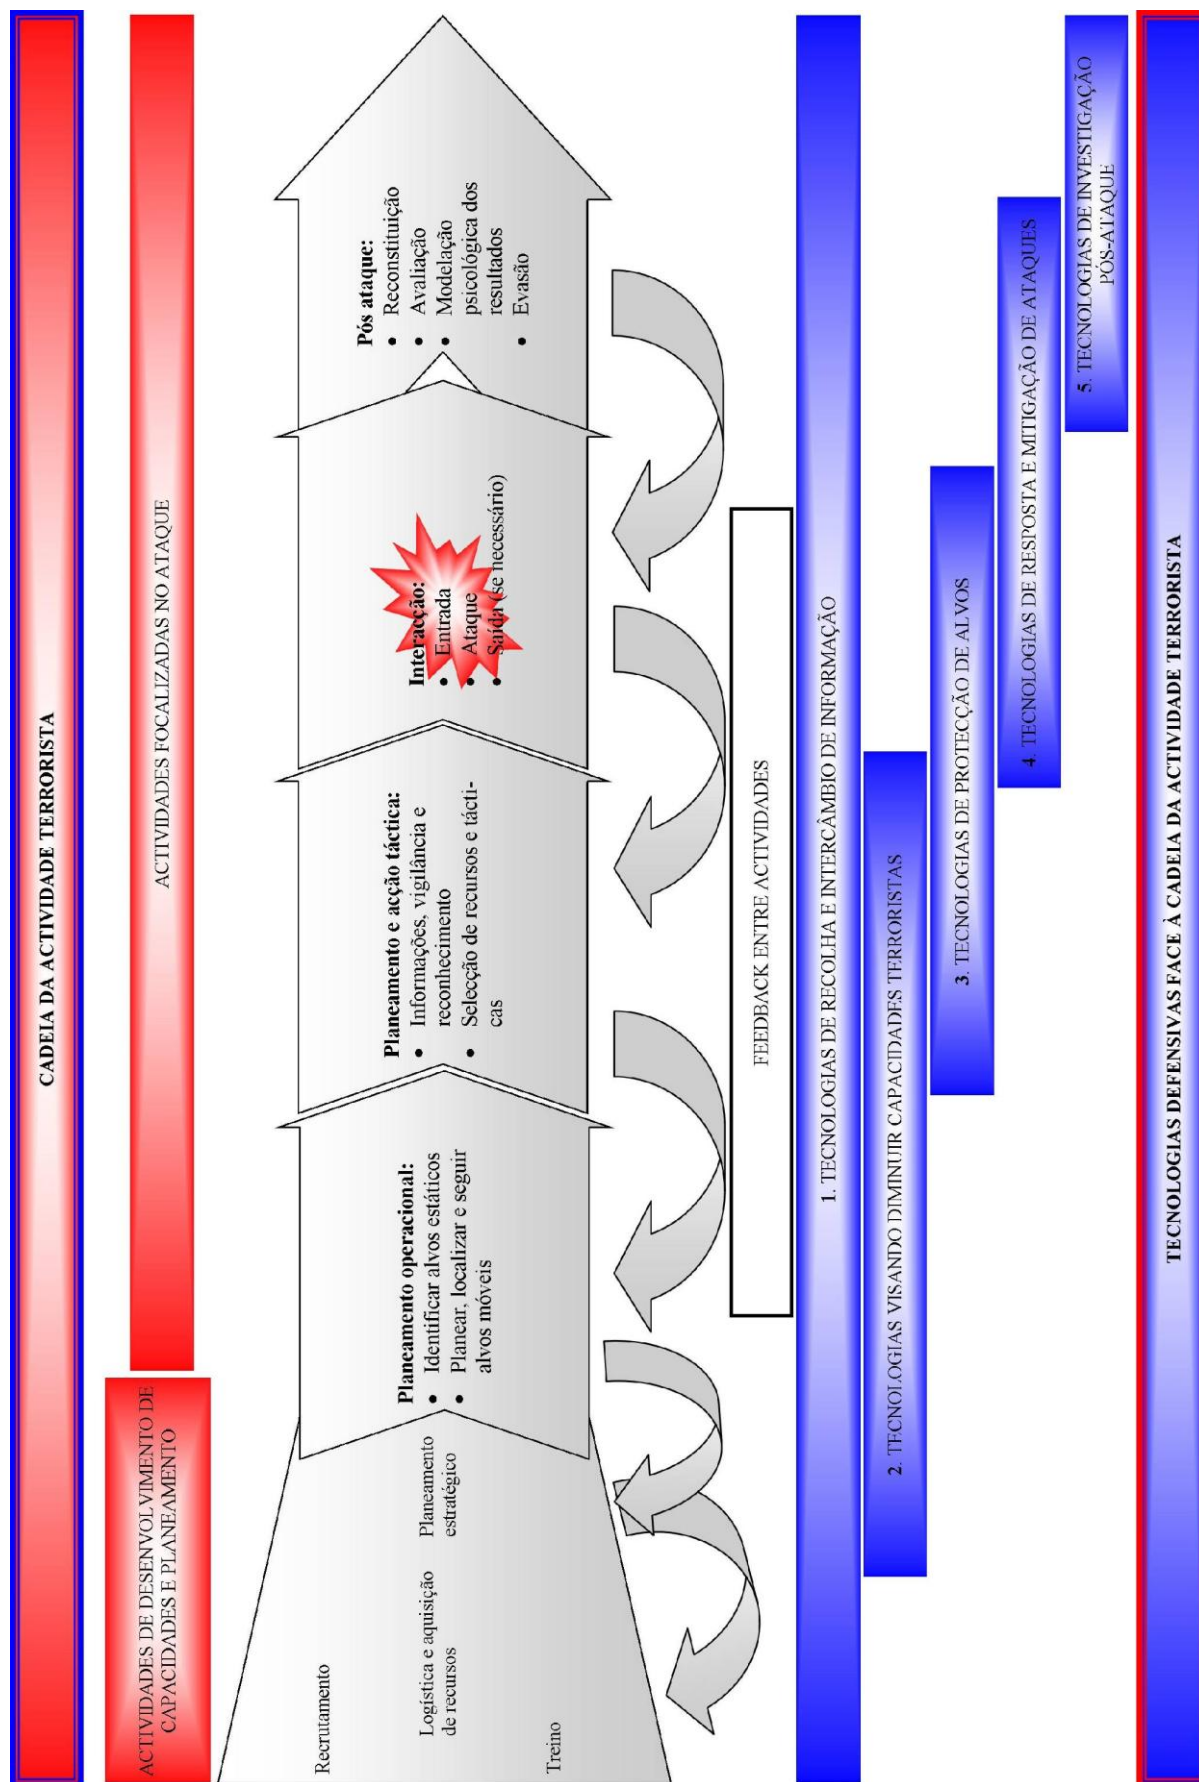 CADEIA DA ACTIVIDADE TERRORISTA
ACTIVIDADES DE DESENVOLVIMENTO DE
CAPACIDADES E PLANEAMENTO
ACTIVIDADES FOCALIZADAS NO ATAQUE
Recrutamento
Logística e aquisição
de recursos
Treino
Planeamento
estratégico
Planeamento operacional:
• Identificar alvos estáticos
• Planear, localizar e seguir
alvos móveis
Planeamento e acção táctica:
• Informações, vigilância e
reconhecimento
• Selecção de recursos e tácti-
cas
Interacção:
• Entrada
• Ataque
• Saída (se necessário)
Pós ataque:
• Reconstituição
• Avaliação
• Modelação
psicológica dos
resultados
• Evasão
FEEDBACK ENTRE ACTIVIDADES
1. TECNOLOGIAS DE RECOLHA E INTERCÂMBIO DE INFORMAÇÃO
2. TECNOLOGIAS VISANDO DIMINUIR CAPACIDADES TERRORISTAS
3. TECNOLOGIAS DE PROTECÇÃO DE ALVOS
4. TECNOLOGIAS DE RESPOSTA E MITIGAÇÃO DE ATAQUES
5. TECNOLOGIAS DE INVESTIGAÇÃO
PÓS-ATAQUE
TECNOLOGIAS DEFENSIVAS FACE À CADEIA DA ACTIVIDADE TERRORISTA